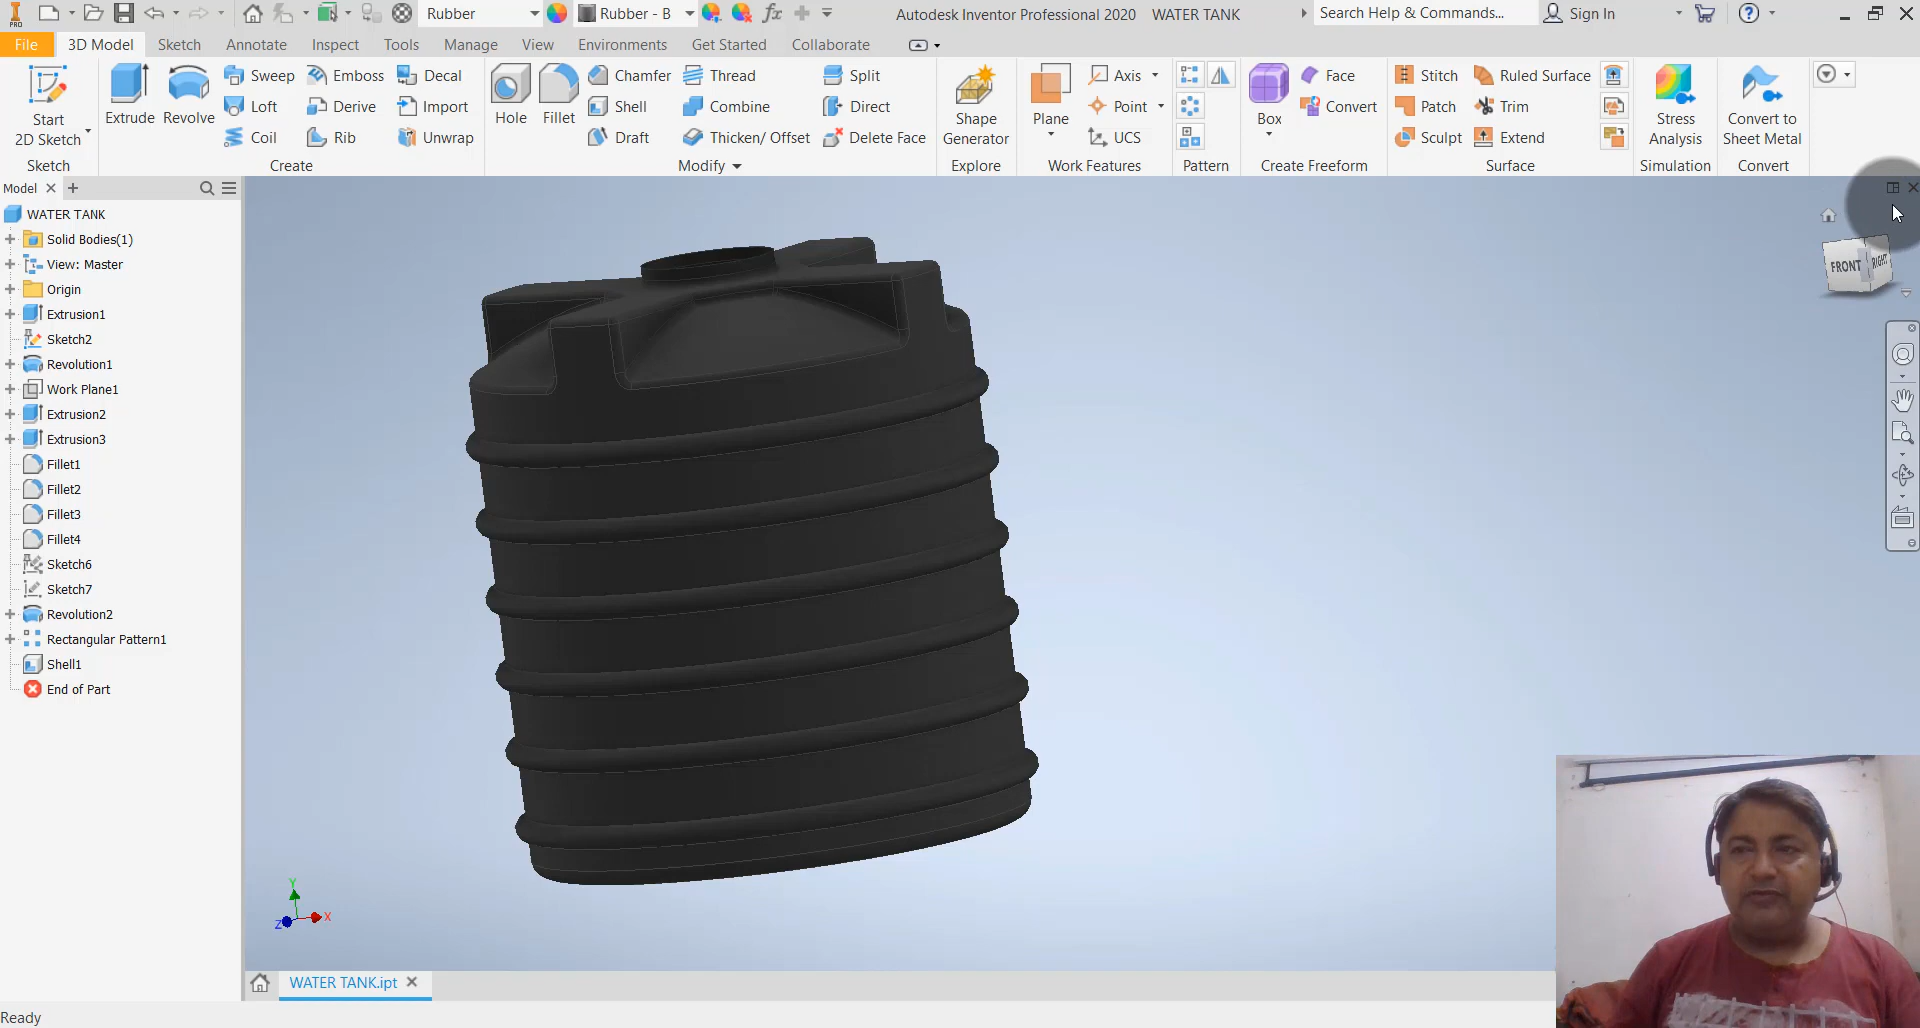 Rubber
Rubber - B
fx
Autodesk Inventor Professional 2020 WATER TANK
Search Help & Commands...
Sign In
PRO
File
3D Model
Sketch
Annotate
Inspect
Tools
Manage
View
Environments
Get Started
Collaborate
Start
2D Sketch
Sketch
Extrude
Revolve
Sweep
Emboss
Decal
Loft
Derive
Import
Coil
Rib
Unwrap
Create
Hole
Fillet
Chamfer
Thread
Split
Shell
Combine
Direct
Draft
Thicken/ Offset
Delete Face
Modify
Shape
Generator
Explore
Plane
Axis
Point
UCS
Work Features
Pattern
Box
Face
Convert
Create Freeform
Stitch
Ruled Surface
Patch
Trim
Sculpt
Extend
Surface
Stress
Analysis
Simulation
Convert to
Sheet Metal
Convert
Model
WATER TANK
Solid Bodies(1)
View: Master
Origin
Extrusion1
Sketch2
Revolution1
Work Plane1
Extrusion2
Extrusion3
Fillet1
Fillet2
Fillet3
Fillet4
Sketch6
Sketch7
Revolution2
Rectangular Pattern1
Shell1
End of Part
FRONT
RIGHT
Y
X
Z
WATER TANK.ipt
Ready